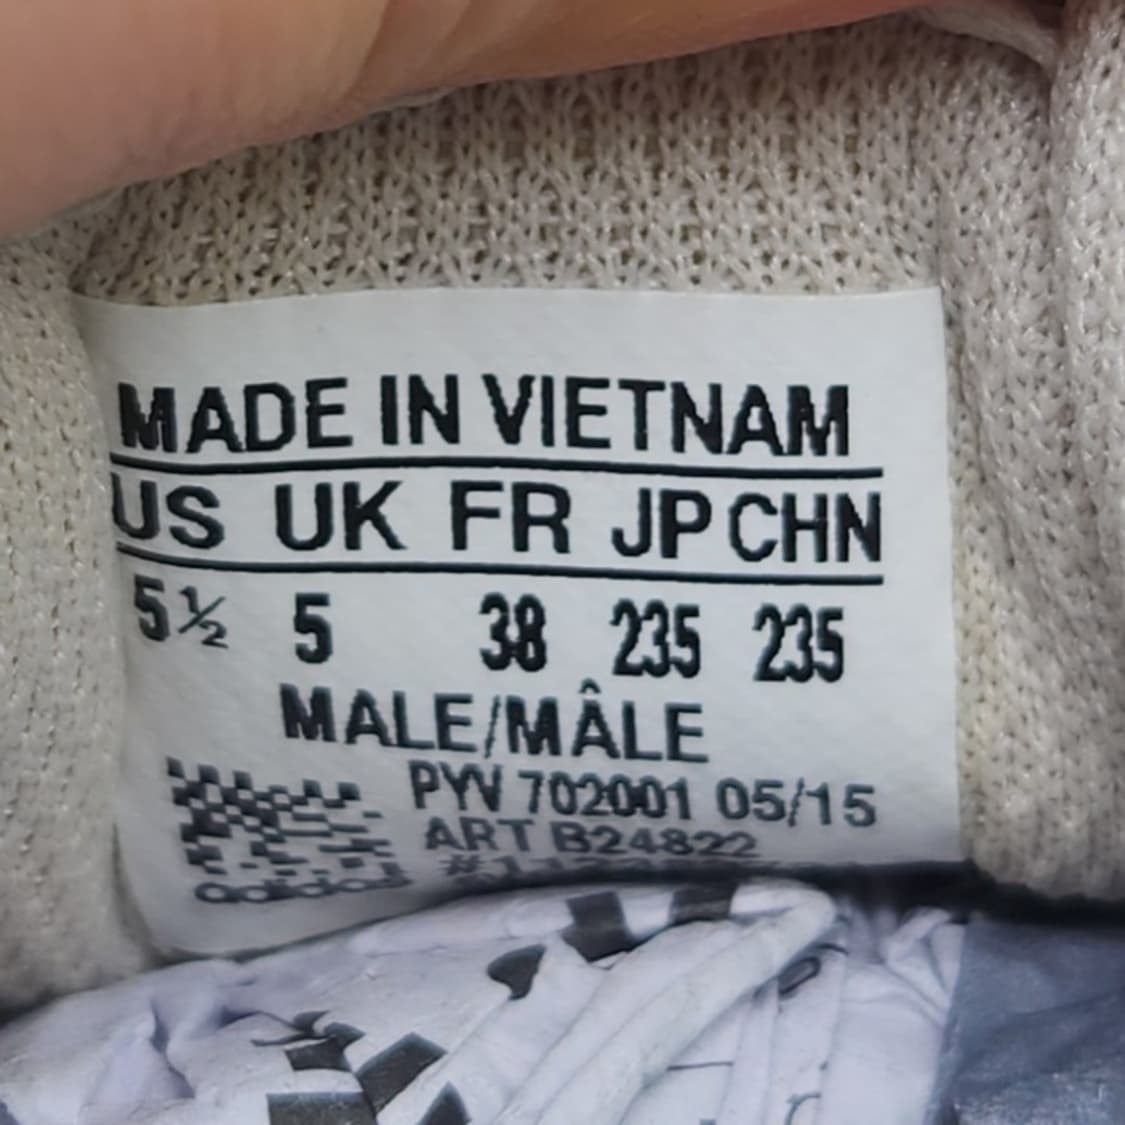 MADE IN VIETNAM
US UK FR JP CHN
5½ 5 38 235 235
MALE/MÂLE
PYV 702001 05/15
ART B24822
adidas